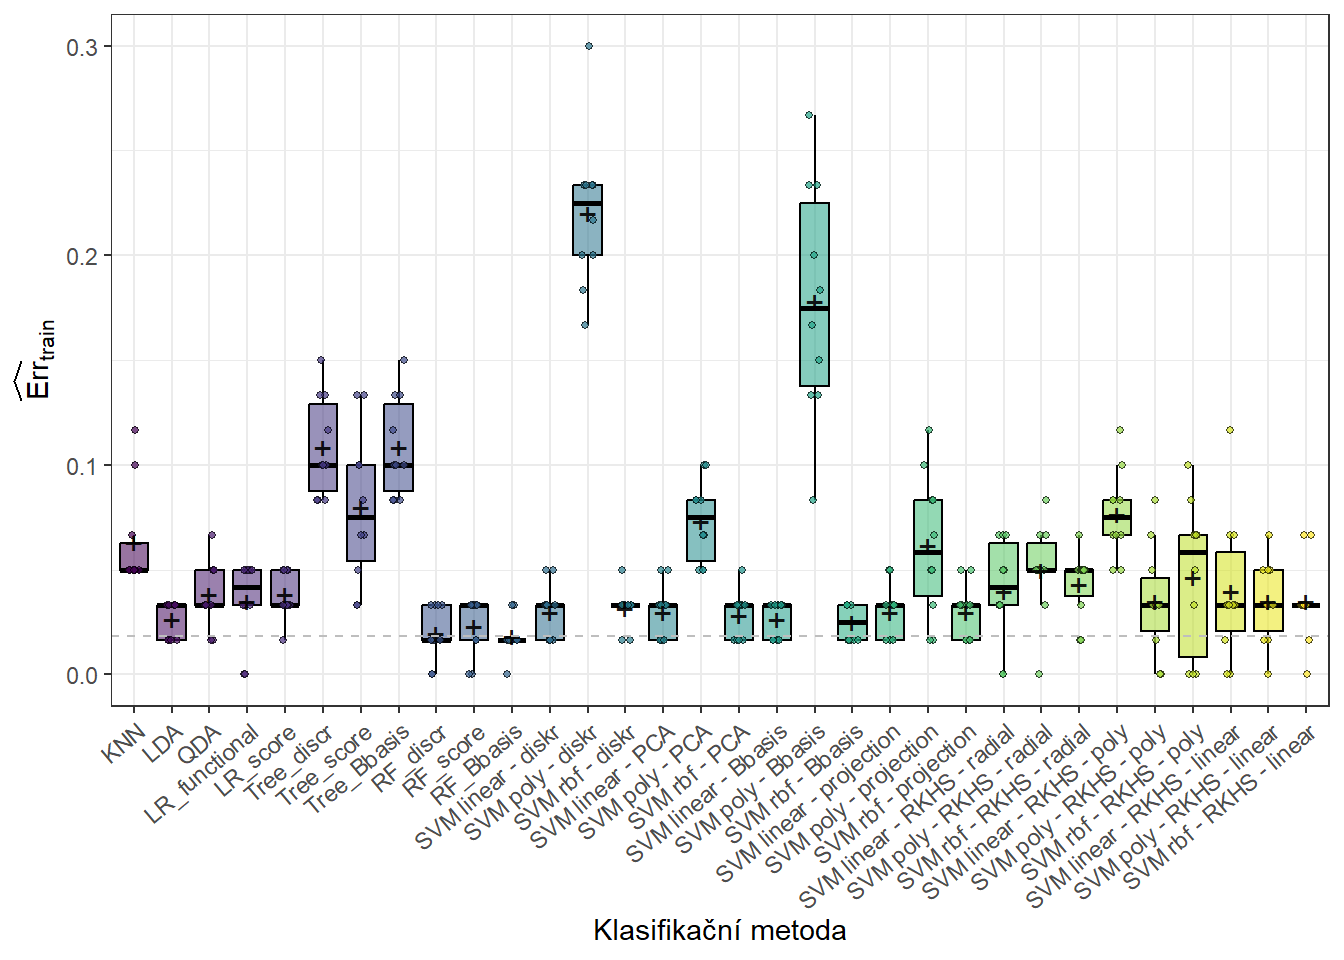 0.3
0.2
0.1
0.0
Err train
KNN
LDA
QDA
LR_functional
LR_score
Tree_discr
Tree_score
Tree_Bbasis
RF_discr
RF_score
RF_Bbasis
SVM linear - diskr
SVM poly - diskr
SVM rbf - diskr
SVM linear - PCA
SVM poly - PCA
SVM rbf - PCA
SVM linear - Bbasis
SVM poly - Bbasis
SVM rbf - Bbasis
SVM linear - projection
SVM poly - projection
SVM rbf - projection
SVM linear - RKHS - radial
SVM poly - RKHS - radial
SVM rbf - RKHS - radial
SVM linear - RKHS - poly
SVM poly - RKHS - poly
SVM rbf - RKHS - poly
SVM linear - RKHS - linear
SVM poly - RKHS - linear
SVM rbf - RKHS - linear
Klasifikační metoda